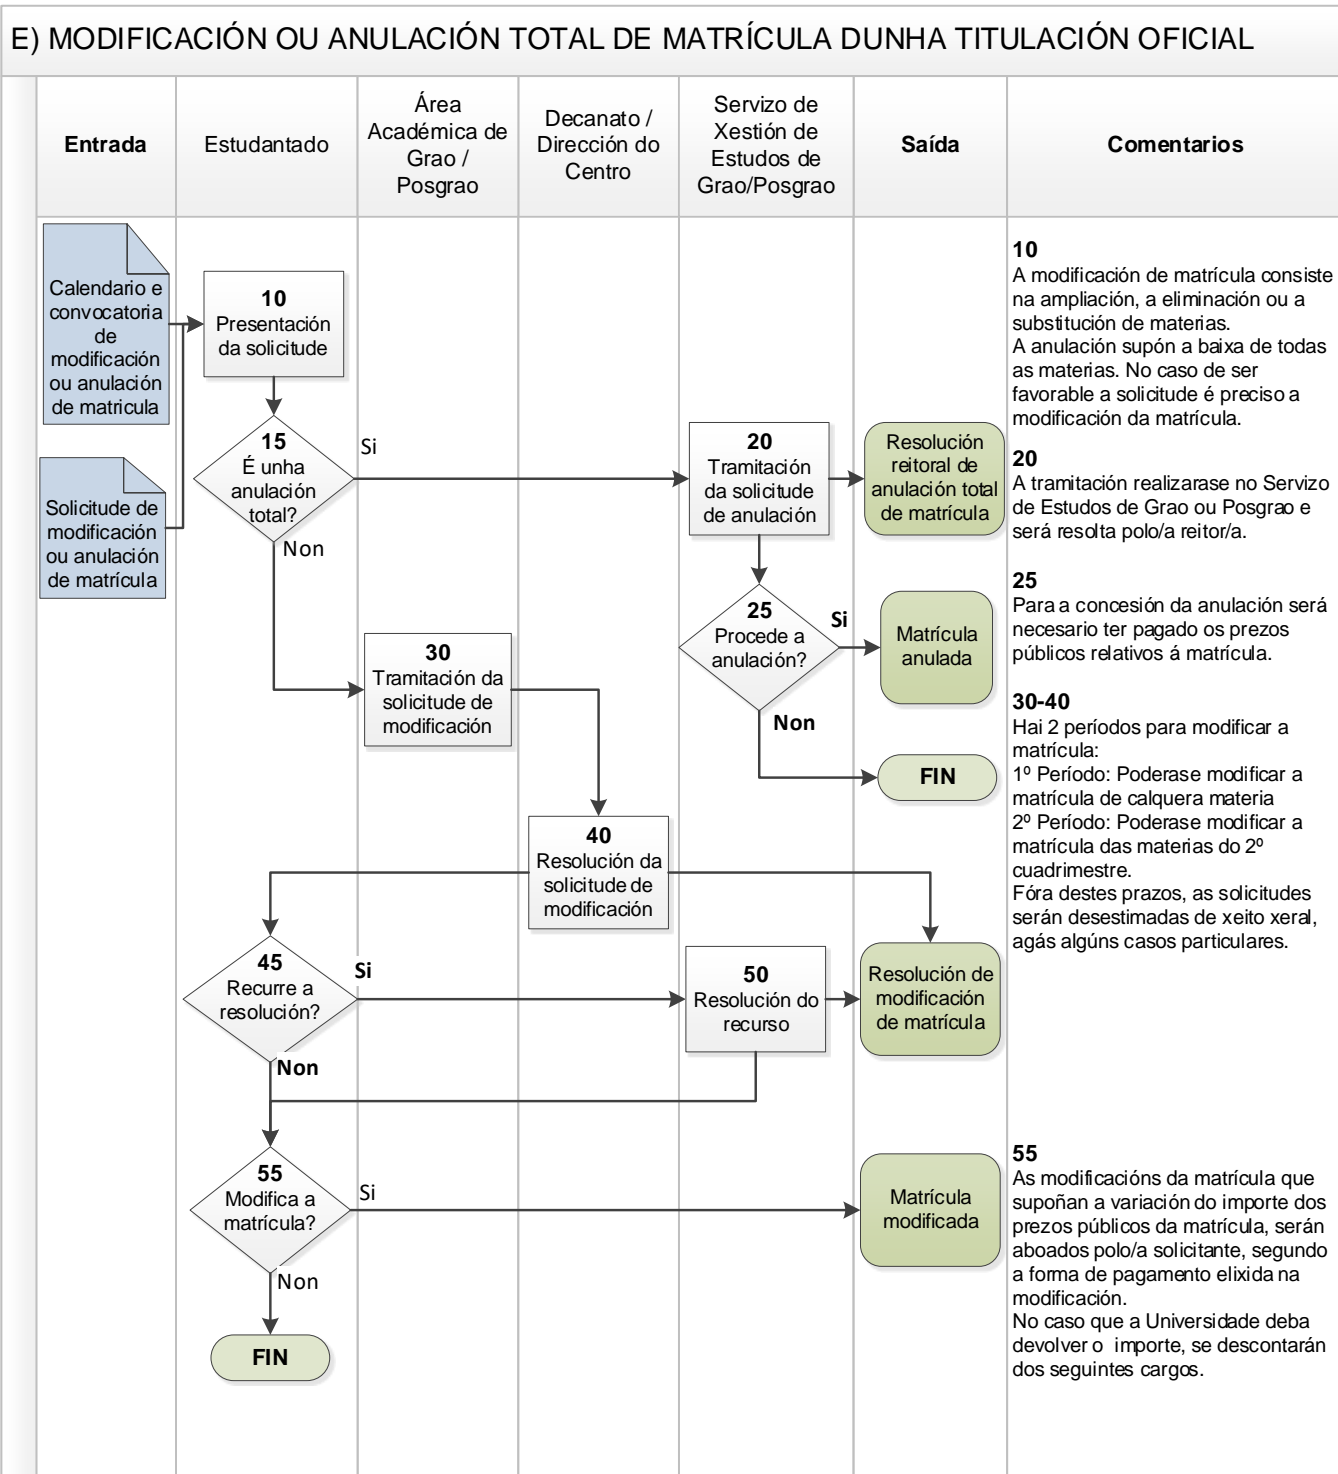 E) MODIFICACIÓN OU ANULACIÓN TOTAL DE MATRÍCULA DUNHA TITULACIÓN OFICIAL
Entrada
Estudantado
Área
Académica de
Grao /
Posgrao
Decanato /
Dirección do
Centro
Servizo de
Xestión de
Estudos de
Grao/Posgrao
Saída
Comentarios
Calendario e
convocatoria
de
modificación
ou anulación
de matricula
Solicitude de
modificación
ou anulación
de matrícula
10
Presentación
da solicitude
15
É unha
anulación
total?
Si
Non
20
Tramitación
da solicitude
de anulación
Resolución
reitoral de
anulación total
de matrícula
25
Procede a
anulación?
Si
Non
Matrícula
anulada
FIN
30
Tramitación da
solicitude de
modificación
40
Resolución da
solicitude de
modificación
45
Recurre a
resolución?
Si
Non
50
Resolución do
recurso
Resolución de
modificación
de matrícula
55
Modifica a
matrícula?
Si
Non
Matrícula
modificada
FIN
10
A modificación de matrícula consiste
na ampliación, a eliminación ou a
substitución de materias.
A anulación supón a baixa de todas
as materias. No caso de ser
favorable a solicitude é preciso a
modificación da matrícula.
20
A tramitación realizarase no Servizo
de Estudos de Grao ou Posgrao e
será resolta polo/a reitor/a.
25
Para a concesión da anulación será
necesario ter pagado os prezos
públicos relativos á matrícula.
30-40
Hai 2 períodos para modificar a
matrícula:
1º Período: Poderase modificar a
matrícula de calquera materia
2º Período: Poderase modificar a
matrícula das materias do 2º
cuadrimestre.
Fóra destes prazos, as solicitudes
serán desestimadas de xeito xeral,
agás algúns casos particulares.
55
As modificacións da matrícula que
supoñan a variación do importe dos
prezos públicos da matrícula, serán
aboados polo/a solicitante, segundo
a forma de pagamento elixida na
modificación.
No caso que a Universidade deba
devolver o importe, se descontarán
dos seguintes cargos.